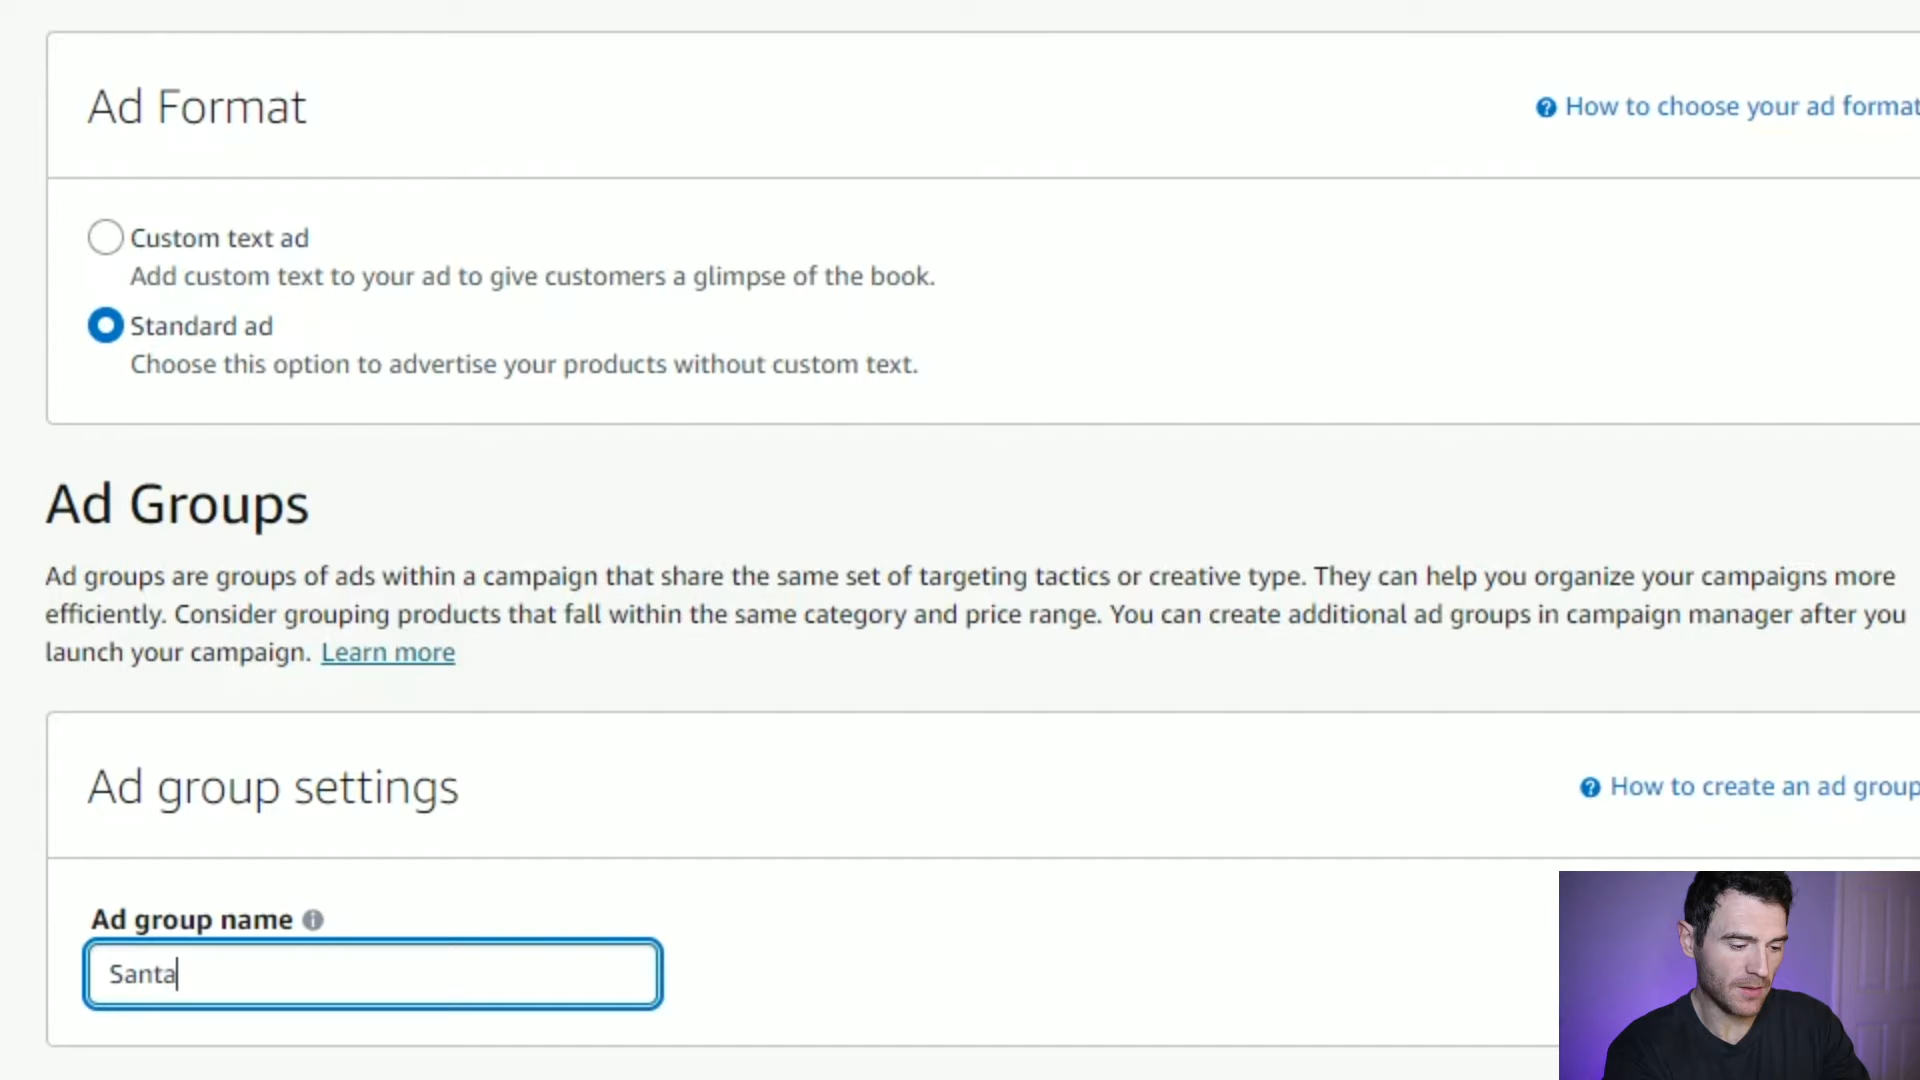 Ad Format
How to choose your ad format
Custom text ad
Add custom text to your ad to give customers a glimpse of the book.
Standard ad
Choose this option to advertise your products without custom text.
Ad Groups
Ad groups are groups of ads within a campaign that share the same set of targeting tactics or creative type. They can help you organize your campaigns more
efficiently. Consider grouping products that fall within the same category and price range. You can create additional ad groups in campaign manager after you
launch your campaign. Learn more
Ad group settings
How to create an ad group
Ad group name
Santa